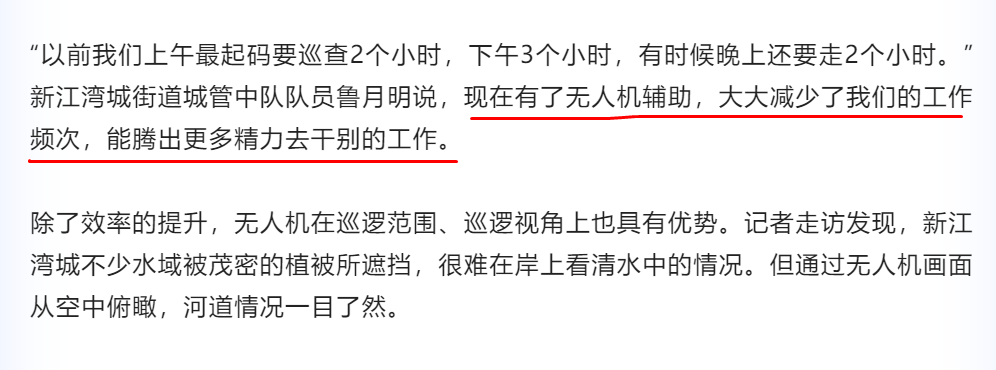 “以前我们上午最起码要巡查2个小时，下午3个小时，有时候晚上还要走2个小时。”
新江湾城街道城管中队队员鲁月明说，现在有了无人机辅助，大大减少了我们的工作
频次，能腾出更多精力去干别的工作。
除了效率的提升，无人机在巡逻范围、巡逻视角上也具有优势。记者走访发现，新江
湾城不少水域被茂密的植被所遮挡，很难在岸上看清水中的情况。但通过无人机画面
从空中俯瞰，河道情况一目了然。